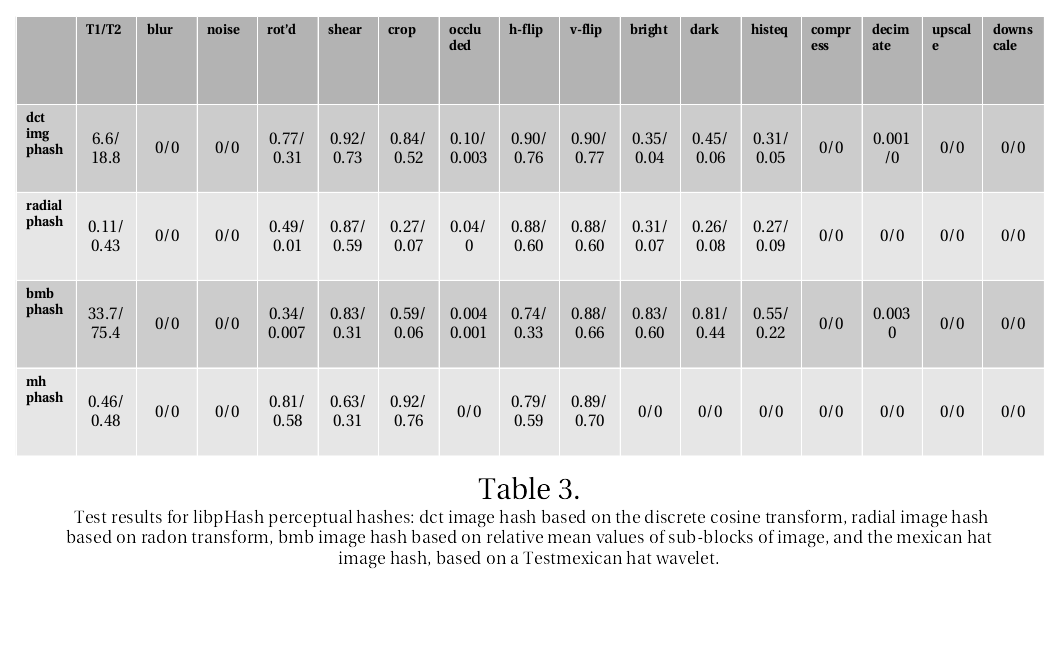 T1/T2 blur noise rot’d shear crop occlu h-flip v-flip bright dark histeq compr decim upscal downs
ded ess ate e cale
dct
img
phash
6.6/ 0/0 0/0 0.77/ 0.92/ 0.84/ 0.10/ 0.90/ 0.90/ 0.35/ 0.45/ 0.31/ 0/0 0.001 0/0 0/0
18.8 0.31 0.73 0.52 0.003 0.76 0.77 0.04 0.06 0.05 /0
radial
phash
0.11/ 0/0 0/0 0.49/ 0.87/ 0.27/ 0.04/ 0.88/ 0.88/ 0.31/ 0.26/ 0.27/ 0/0 0/0 0/0 0/0
0.43 0.01 0.59 0.07 0 0.60 0.60 0.07 0.08 0.09
bmb
phash
33.7/ 0/0 0/0 0.34/ 0.83/ 0.59/ 0.004 0.74/ 0.88/ 0.83/ 0.81/ 0.55/ 0/0 0.003 0/0 0/0
75.4 0.007 0.31 0.06 0.001 0.33 0.66 0.60 0.44 0.22 0
mh
phash
0.46/ 0/0 0/0 0.81/ 0.63/ 0.92/ 0/0 0.79/ 0.89/ 0/0 0/0 0/0 0/0 0/0 0/0 0/0
0.48 0.58 0.31 0.76 0.59 0.70
Table 3.
Test results for libpHash perceptual hashes: dct image hash based on the discrete cosine transform, radial image hash
based on radon transform, bmb image hash based on relative mean values of sub-blocks of image, and the mexican hat
image hash, based on a Testmexican hat wavelet.